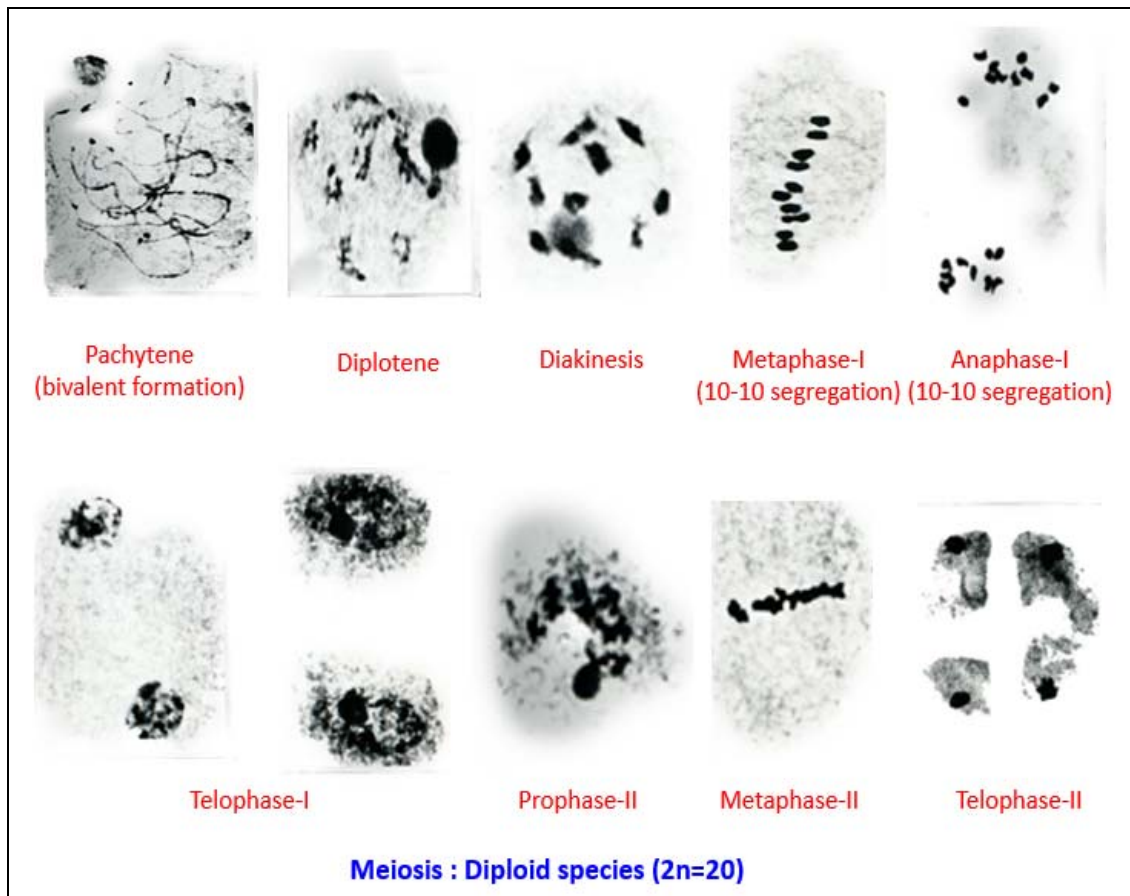 Pachytene
(bivalent formation)
Diplotene
Diakinesis
Metaphase-I
(10-10 segregation)
Anaphase-I
(10-10 segregation)
Telophase-I
Prophase-II
Metaphase-II
Telophase-II
Meiosis : Diploid species (2n=20)